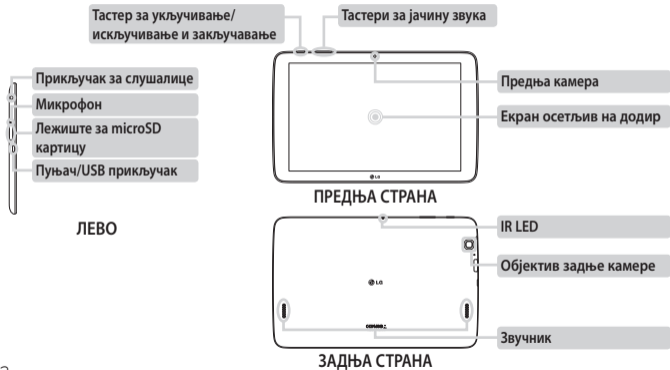 Тастер за укључивање/
искључивање и закључавање
Тастери за јачину звука
Прикључак за слушалице
Микрофон
Лежиште за microSD
картицу
Пуњач/USB прикључак
ЛЕВО
Предња камера
Екран осетљив на додир
LG
ПРЕДЊА СТРАНА
IR LED
Објектив задње камере
LG
Звучник
ЗАДЊА СТРАНА